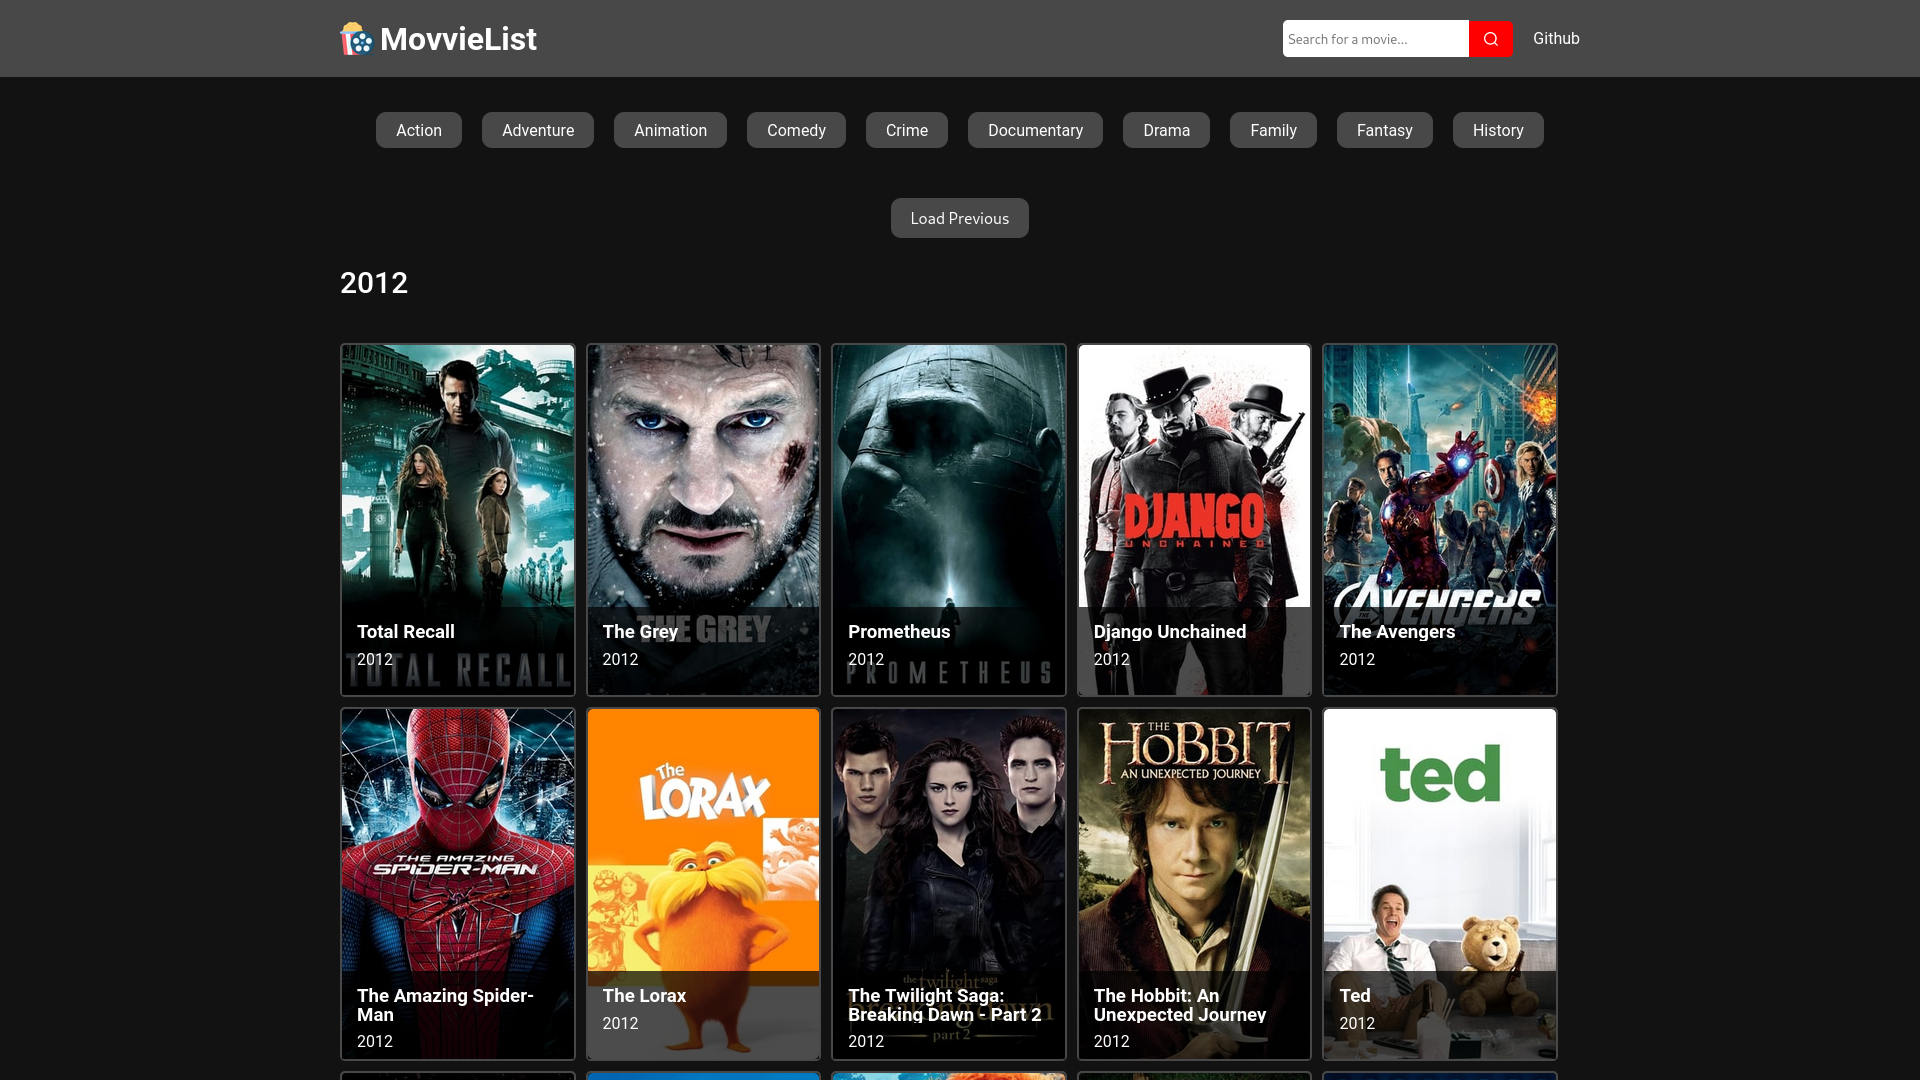 MovvieList
Search for a movie...
Github
Action
Adventure
Animation
Comedy
Crime
Documentary
Drama
Family
Fantasy
History
Load Previous
2012
Total Recall
2012
TOTAL RECALL
The Grey
2012
THE GREY
Prometheus
2012
PROMETHEUS
DJANGO
UNCHAINED
Django Unchained
2012
AVENGERS
The Avengers
2012
THE AMAZING
SPIDER-MAN
The Amazing Spider-
Man
2012
The
LORAX
The Lorax
2012
the twilight saga
breaking dawn
part 2
The Twilight Saga:
Breaking Dawn - Part 2
2012
THE
HOBBIT
AN UNEXPECTED JOURNEY
The Hobbit: An
Unexpected Journey
2012
ted
Ted
2012